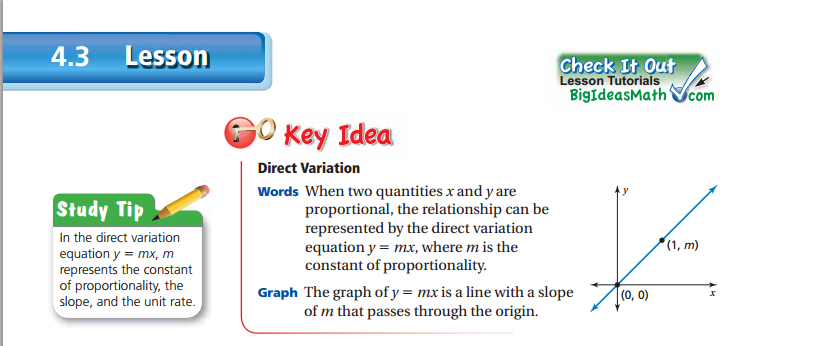 4.3 Lesson
Check It Out
Lesson Tutorials
BigIdeasMath com
Key Idea
Direct Variation
Words When two quantities x and y are
proportional, the relationship can be
represented by the direct variation
equation y = mx, where m is the
constant of proportionality.
Graph The graph of y = mx is a line with a slope
of m that passes through the origin.
Study Tip
In the direct variation
equation y = mx, m
represents the constant
of proportionality, the
slope, and the unit rate.
y
(1, m)
(0, 0)
x